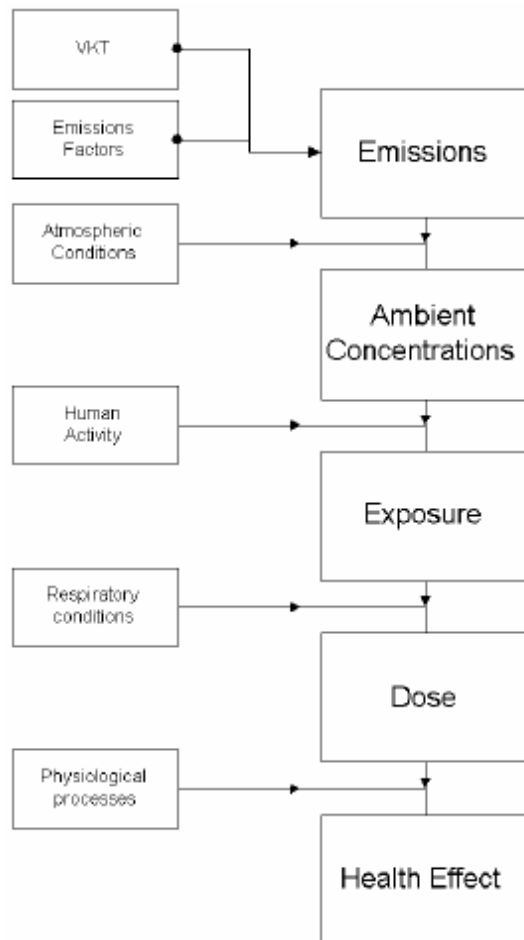 VKT
Emissions
Factors
Emissions
Atmospheric
Conditions
Ambient
Concentrations
Human
Activity
Exposure
Respiratory
conditions
Dose
Physiological
processes
Health Effect